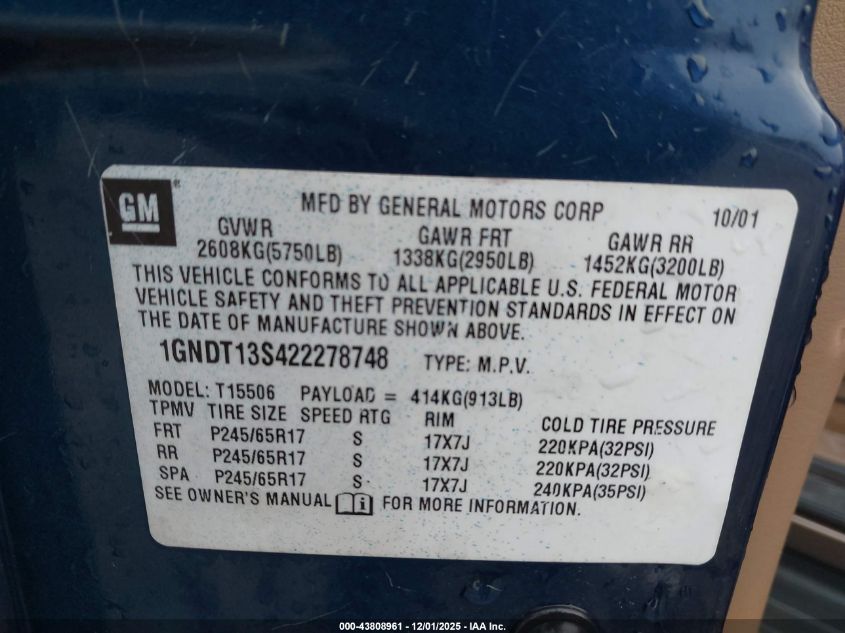 GM
MFD BY GENERAL MOTORS CORP 10/01
GVWR GAWR FRT GAWR RR
2608KG(5750LB) 1338KG(2950LB) 1452KG(3200LB)
THIS VEHICLE CONFORMS TO ALL APPLICABLE U.S. FEDERAL MOTOR
VEHICLE SAFETY AND THEFT PREVENTION STANDARDS IN EFFECT ON
THE DATE OF MANUFACTURE SHOWN ABOVE.
1GNDT13S422278748 TYPE: M.P.V.
MODEL: T15506 PAYLOAD = 414KG(913LB)
TPMV TIRE SIZE SPEED RTG RIM COLD TIRE PRESSURE
FRT P245/65R17 S 17X7J 220KPA(32PSI)
RR P245/65R17 S 17X7J 220KPA(32PSI)
SPA P245/65R17 S 17X7J 240KPA(35PSI)
SEE OWNER'S MANUAL FOR MORE INFORMATION.
000-43808961 - 12/01/2025 - IAA Inc.